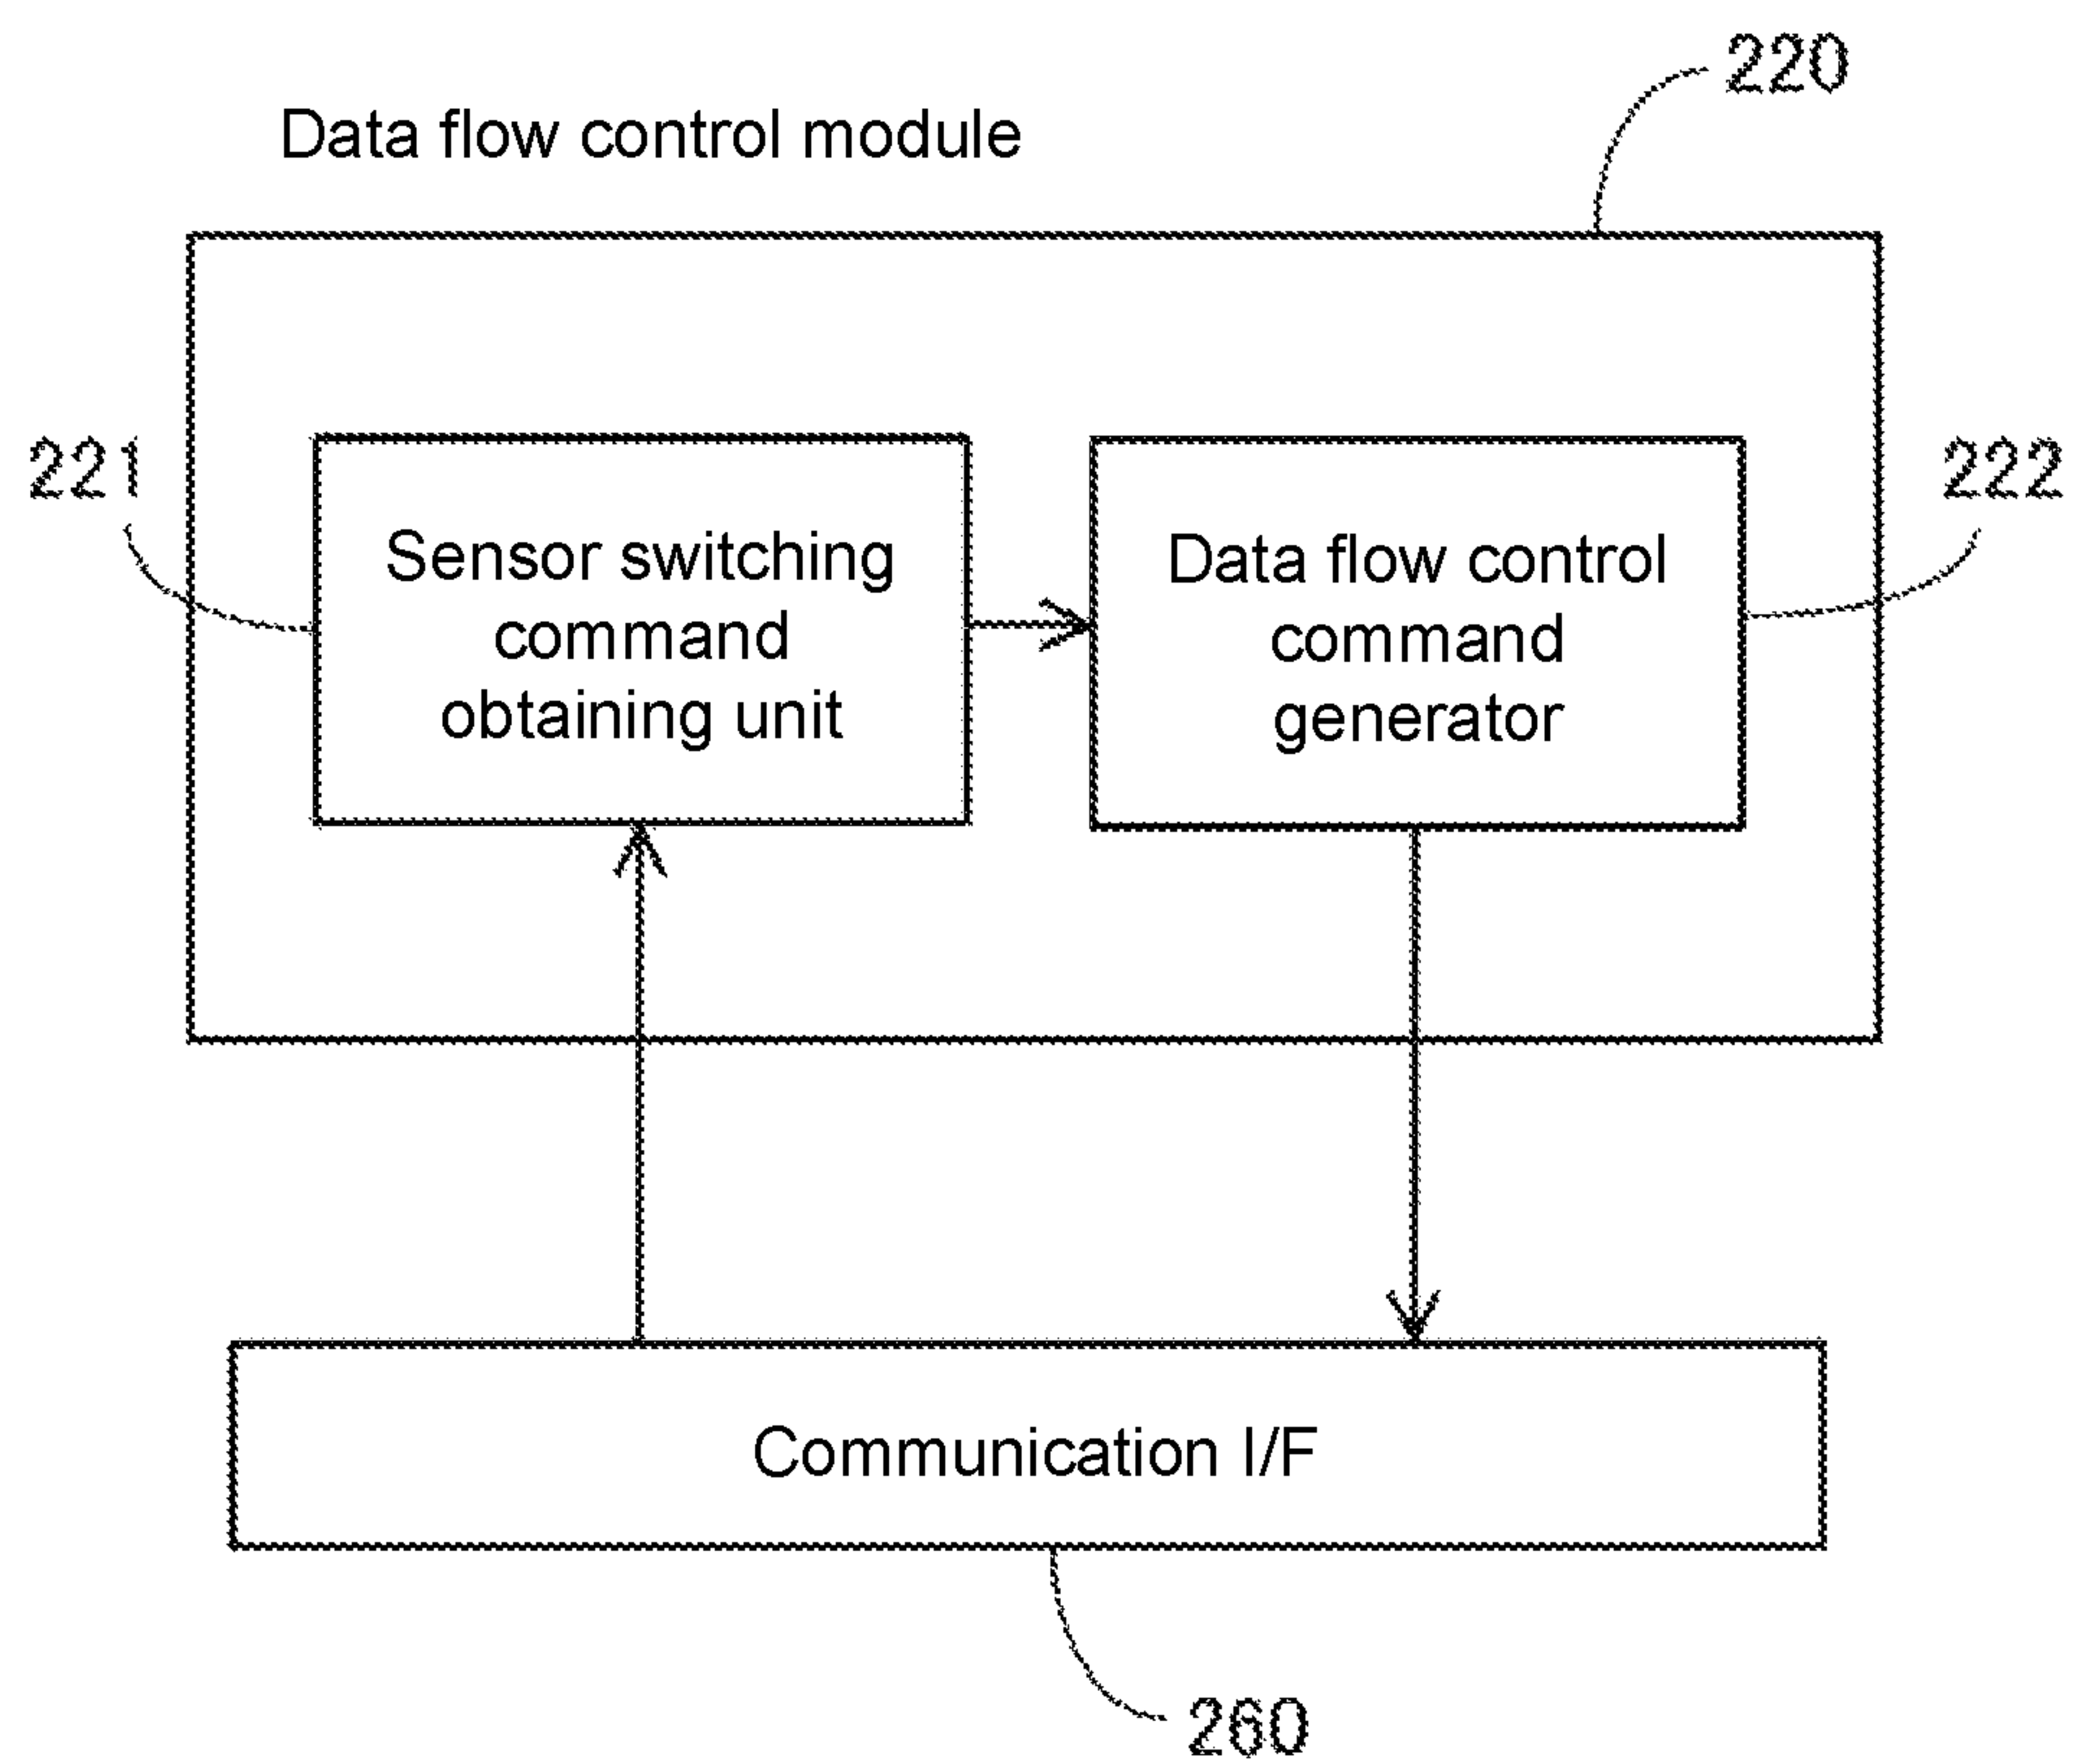 220
Data flow control module
221
222
Sensor switching
command
obtaining unit
Data flow control
command
generator
Communication I/F
260